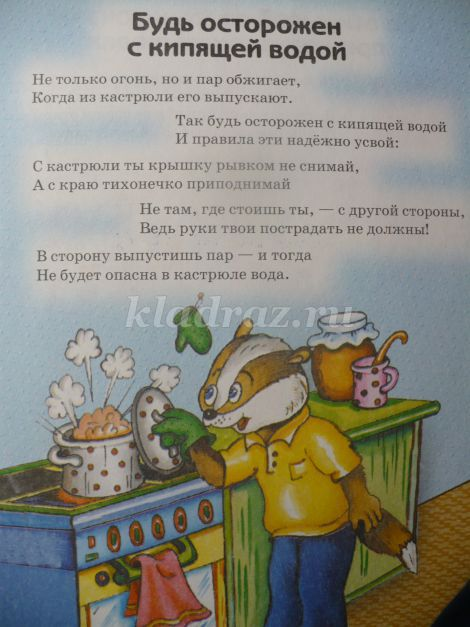 Будь осторожен
с кипящей водой
Не только огонь, но и пар обжигает,
Когда из кастрюли его выпускают.
Так будь осторожен с кипящей водой
И правила эти надёжно усвой:
С кастрюли ты крышку рывком не снимай,
А с краю тихонечко приподнимай
Не там, где стоишь ты, — с другой стороны,
Ведь руки твои пострадать не должны!
В сторону выпустишь пар — и тогда
Не будет опасна в кастрюле вода.
kladraz.ru